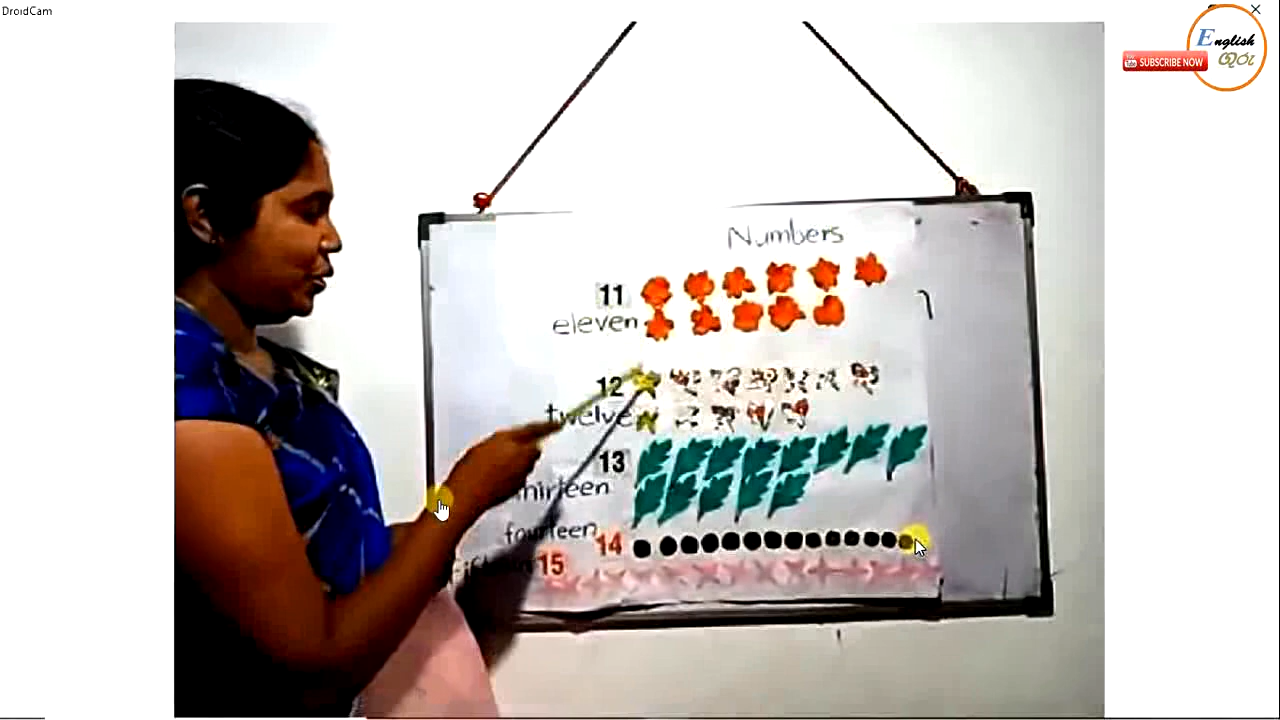 DroidCam
English
ගුරු
SUBSCRIBE NOW
Numbers
11
eleven
12
twelve
13
thirteen
fourteen 14
15